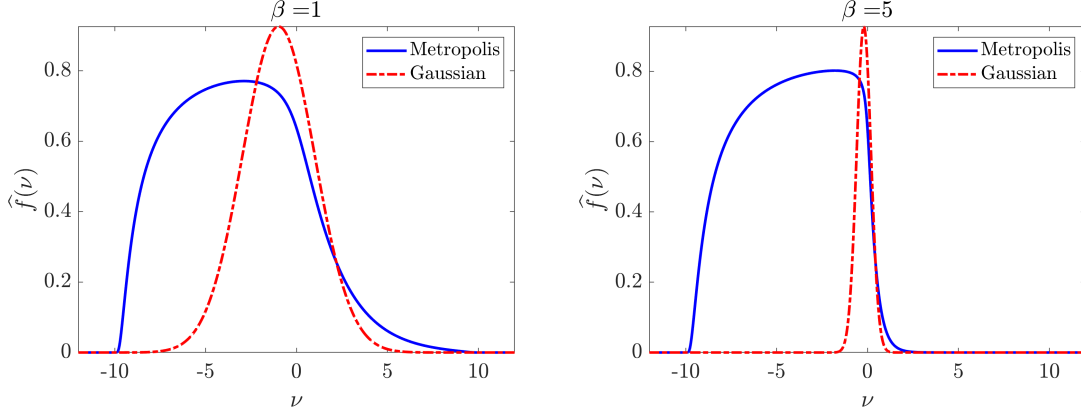 β = 1
Metropolis
Gaussian
0.8
0.6
0.4
0.2
0
f̂(ν)
-10 -5 0 5 10
ν
β = 5
Metropolis
Gaussian
0.8
0.6
0.4
0.2
0
f̂(ν)
-10 -5 0 5 10
ν